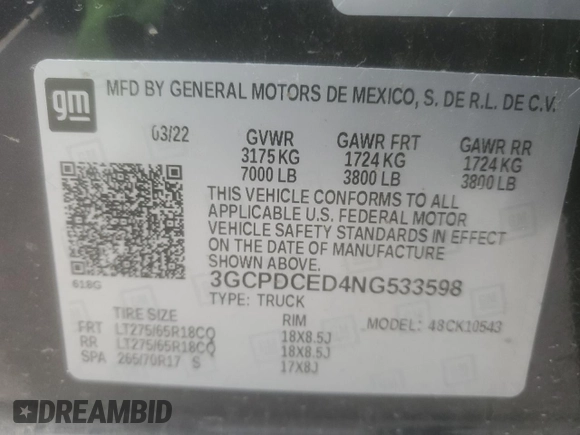 gm MFD BY GENERAL MOTORS DE MEXICO, S. DE R.L. DE C.V.
03/22 GVWR GAWR FRT GAWR RR
3175 KG 1724 KG 1724 KG
7000 LB 3800 LB 3800 LB
THIS VEHICLE CONFORMS TO ALL
APPLICABLE U.S. FEDERAL MOTOR
VEHICLE SAFETY STANDARDS IN EFFECT
ON THE DATE OF MANUFACTURE
SHOWN ABOVE.
618G
3GCPDCED4NG533598
TYPE: TRUCK
TIRE SIZE RIM MODEL: 48CK10543
FRT LT275/65R18CQ 18X8.5J
RR LT275/65R18CQ 18X8.5J
SPA 265/70R17 S 17X8J
DREAMBID